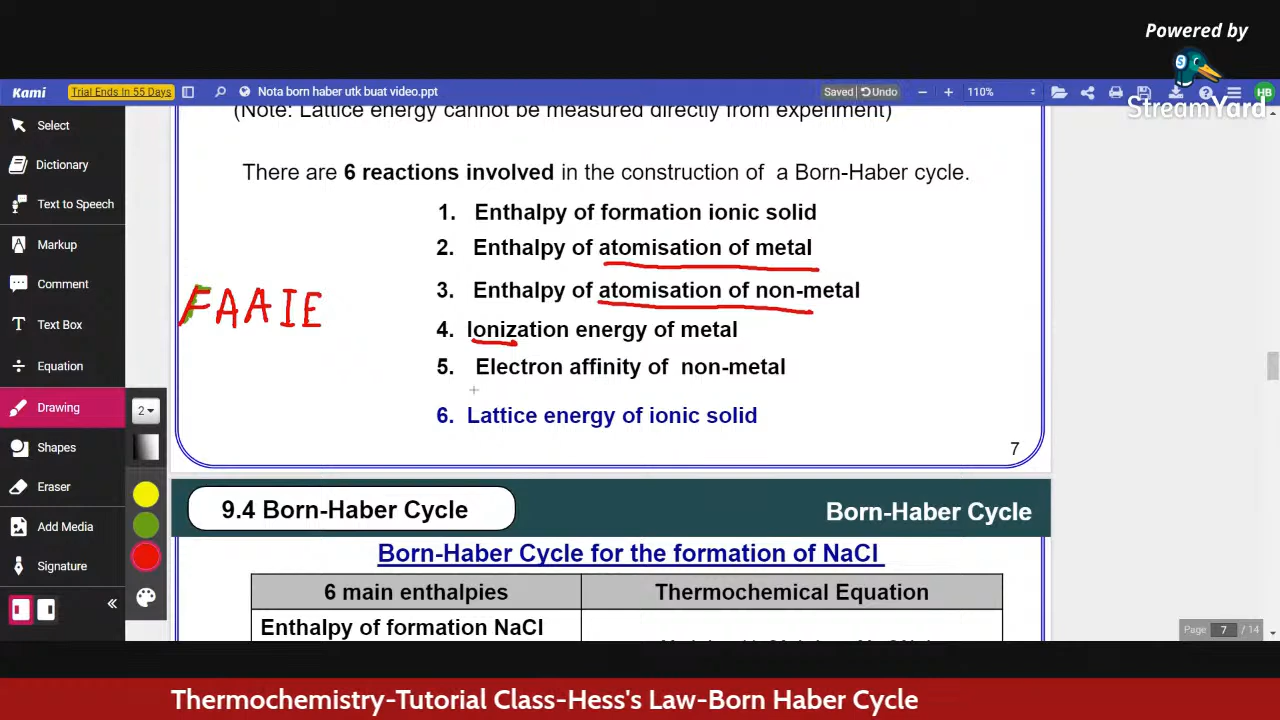 Powered by
StreamYard
Kami
Trial Ends In 55 Days
Nota born haber utk buat video.ppt
Saved Undo
110%
HB
Select
Dictionary
Text to Speech
Markup
Comment
Text Box
Equation
Drawing
2
Shapes
Eraser
Add Media
Signature
(Note: Lattice energy cannot be measured directly from experiment)
There are 6 reactions involved in the construction of a Born-Haber cycle.
1. Enthalpy of formation ionic solid
2. Enthalpy of atomisation of metal
3. Enthalpy of atomisation of non-metal
FAAIE
4. Ionization energy of metal
5. Electron affinity of non-metal
6. Lattice energy of ionic solid
7
9.4 Born-Haber Cycle
Born-Haber Cycle
Born-Haber Cycle for the formation of NaCl
6 main enthalpies
Thermochemical Equation
Enthalpy of formation NaCl
Page 7 / 14
Thermochemistry-Tutorial Class-Hess's Law-Born Haber Cycle